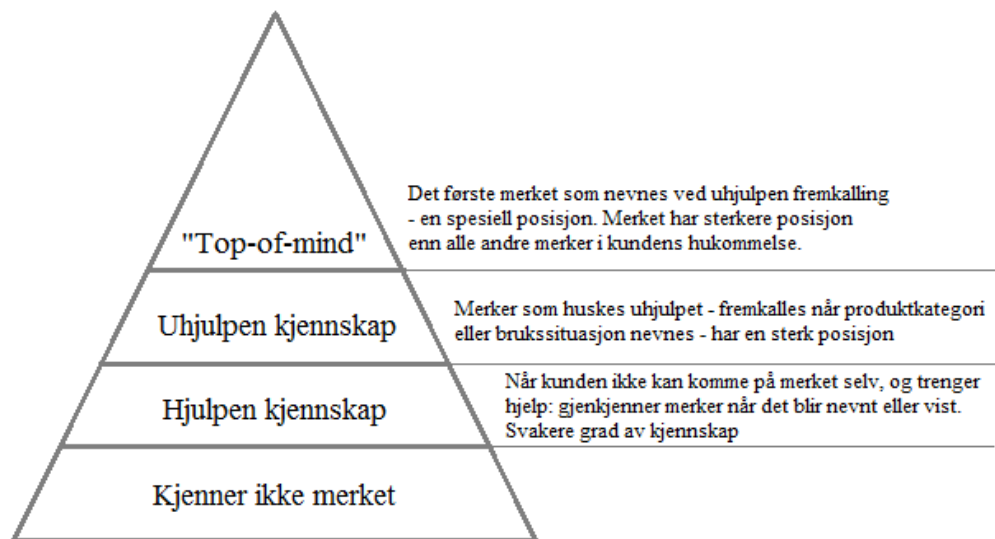 Det første merket som nevnes ved uhjulpen fremkalling
- en spesiell posisjon. Merket har sterkere posisjon
enn alle andre merker i kundens hukommelse.
"Top-of-mind"
Merker som huskes uhjulpet - fremkalles når produktkategori
eller brukssituasjon nevnes - har en sterk posisjon
Uhjulpen kjennskap
Når kunden ikke kan komme på merket selv, og trenger
hjelp: gjenkjenner merker når det blir nevnt eller vist.
Svakere grad av kjennskap
Hjulpen kjennskap
Kjenner ikke merket